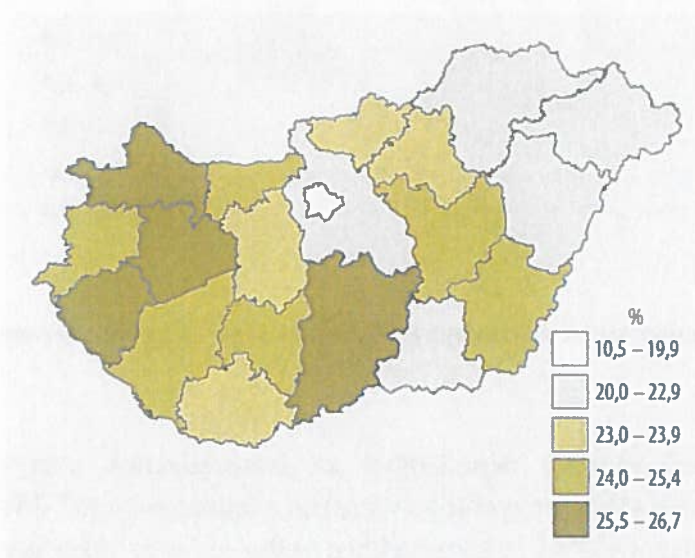 %
10,5 – 19,9
20,0 – 22,9
23,0 – 23,9
24,0 – 25,4
25,5 – 26,7